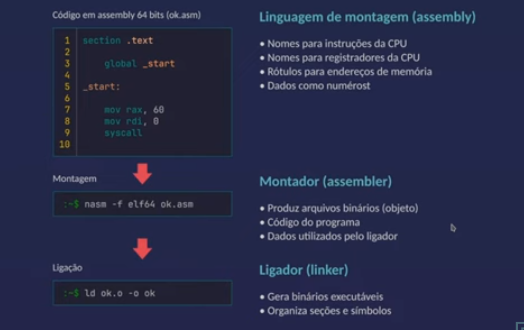 Código em assembly 64 bits (ok.asm)
1 section .text
2
3 global _start
4
5 _start:
6
7 mov rax, 60
8 mov rdi, 0
9 syscall
10
Montagem
:~$ nasm -f elf64 ok.asm
Ligação
:~$ ld ok.o -o ok
Linguagem de montagem (assembly)
• Nomes para instruções da CPU
• Nomes para registradores da CPU
• Rótulos para endereços de memória
• Dados como numérost
Montador (assembler)
• Produz arquivos binários (objeto)
• Código do programa
• Dados utilizados pelo ligador
Ligador (linker)
• Gera binários executáveis
• Organiza seções e símbolos